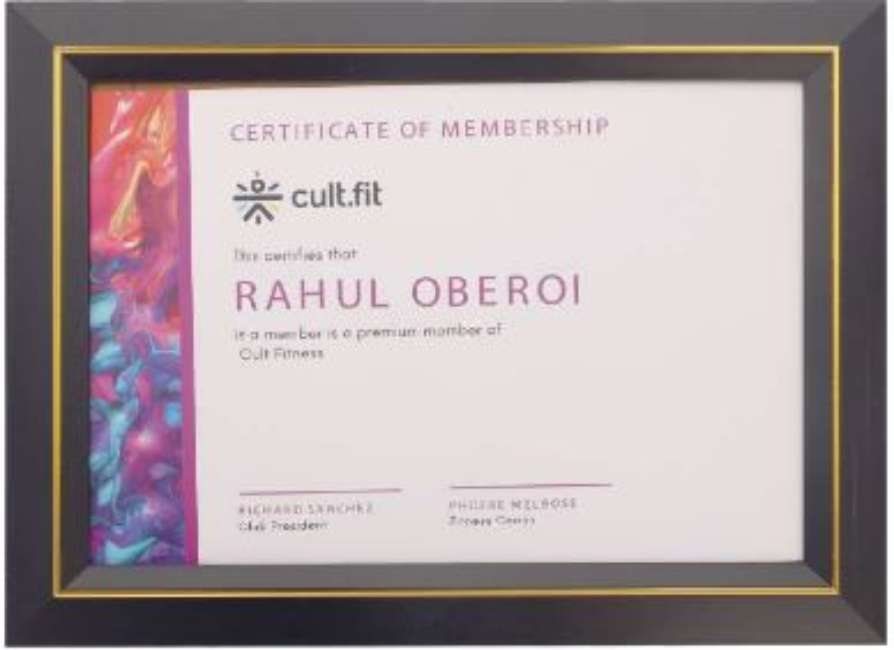 CERTIFICATE OF MEMBERSHIP
cult.fit
This certifies that
RAHUL OBEROI
is a member is a premium member of
Cult Fitness
RICHARD SANCHEZ
PHOEBE MELROSE
Club President